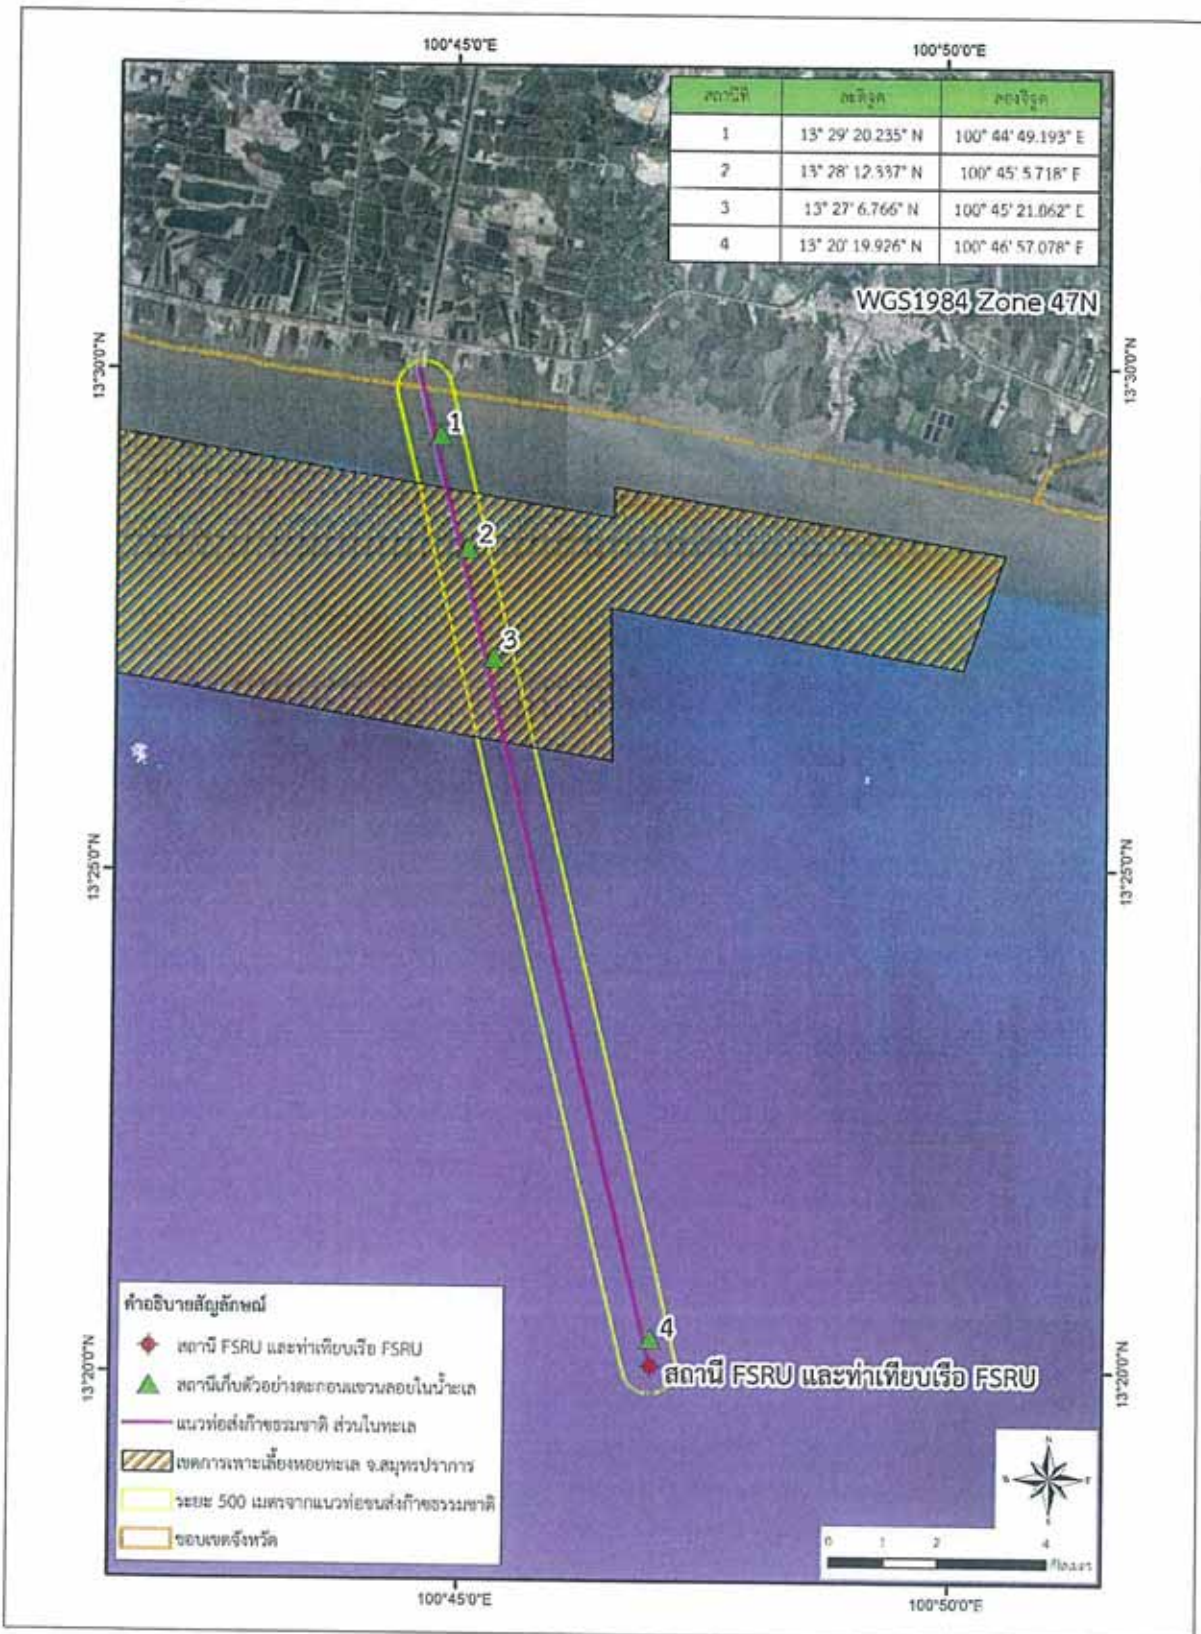 100°45'0"E 100°50'0"E
สถานีที่ ละติจูด ลองจิจูด
1 13° 29' 20.235" N 100° 44' 49.193" E
2 13° 28' 12.337" N 100° 45' 5.718" E
3 13° 27' 6.766" N 100° 45' 21.862" E
4 13° 20' 19.926" N 100° 46' 57.078" E
WGS1984 Zone 47N
13°30'0"N 13°30'0"N
1
2
3
13°25'0"N 13°25'0"N
4
สถานี FSRU และท่าเทียบเรือ FSRU
13°20'0"N 13°20'0"N
คำอธิบายสัญลักษณ์
สถานี FSRU และท่าเทียบเรือ FSRU
สถานีเก็บตัวอย่างตะกอนแขวนลอยในน้ำทะเล
แนวท่อส่งก๊าซธรรมชาติ ส่วนในทะเล
เขตการเพาะเลี้ยงหอยทะเล จ.สมุทรปราการ
ระยะ 500 เมตรจากแนวท่อขนส่งก๊าซธรรมชาติ
ขอบเขตจังหวัด
N
W E
S
0 1 2 4
กิโลเมตร
100°45'0"E 100°50'0"E